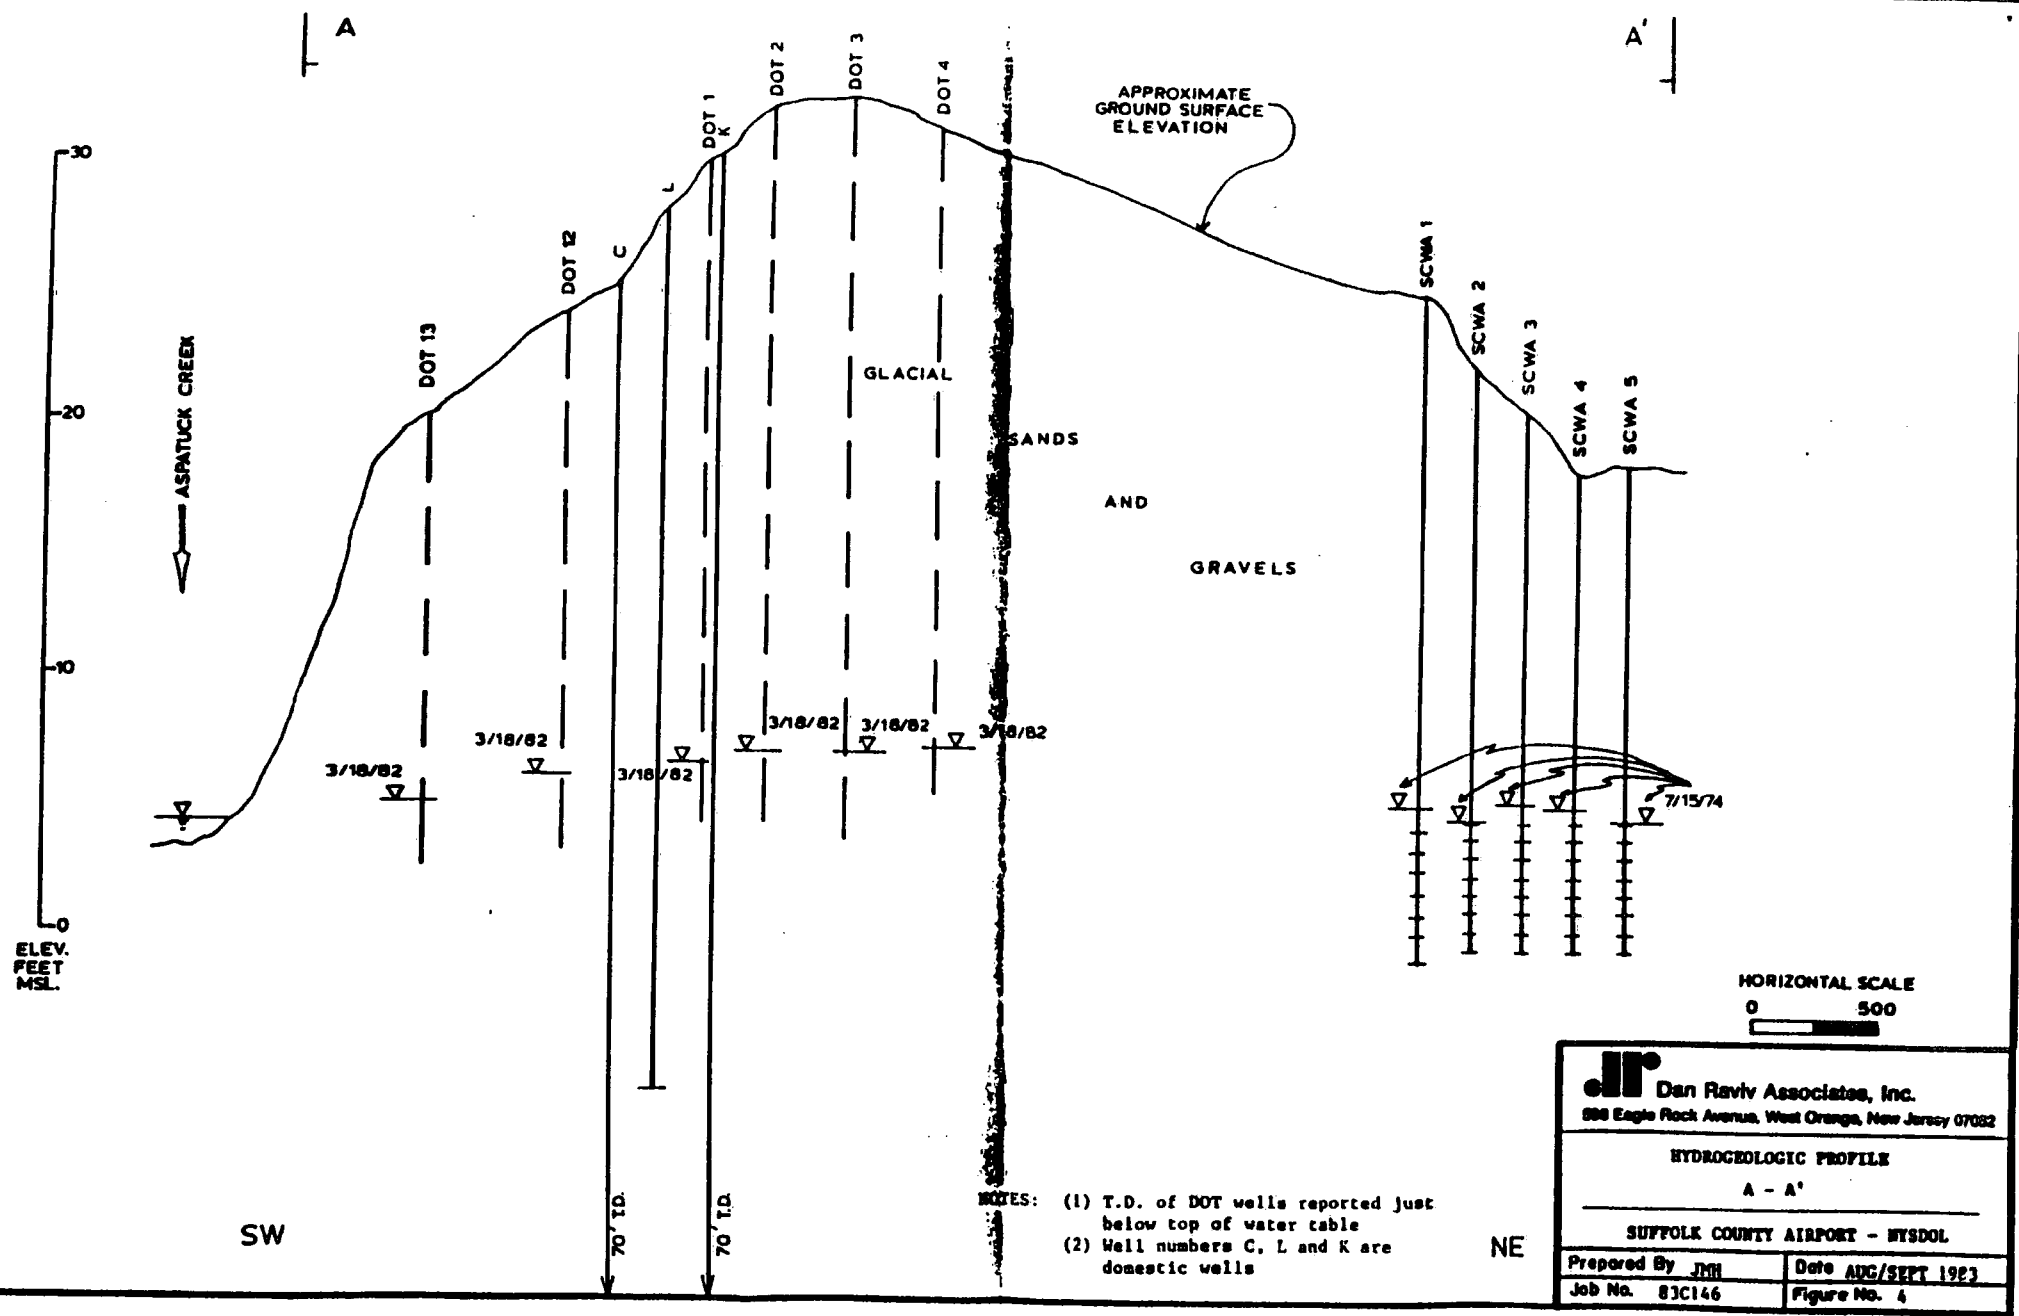 A
A'
DOT 2
DOT 3
DOT 4
DOT 1
K
L
C
DOT 12
DOT 13
APPROXIMATE
GROUND SURFACE
ELEVATION
SCWA 1
SCWA 2
SCWA 3
SCWA 4
SCWA 5
30
20
10
0
ELEV.
FEET
MSL.
ASPATUCK CREEK
GLACIAL
SANDS
AND
GRAVELS
3/18/82
3/18/82
3/18/82
3/18/82
3/18/82
3/18/82
7/15/74
70' T.D.
70' T.D.
SW
NE
HORIZONTAL SCALE
0 500
NOTES: (1) T.D. of DOT wells reported just
below top of water table
(2) Well numbers C, L and K are
domestic wells
Dan Raviv Associates, Inc.
Eagle Rock Avenue, West Orange, New Jersey 07052
HYDROGEOLOGIC PROFILE
A - A'
SUFFOLK COUNTY AIRPORT - NYSDOL
Prepared By JMH
Date AUG/SEPT 1983
Job No. 83C146
Figure No. 4